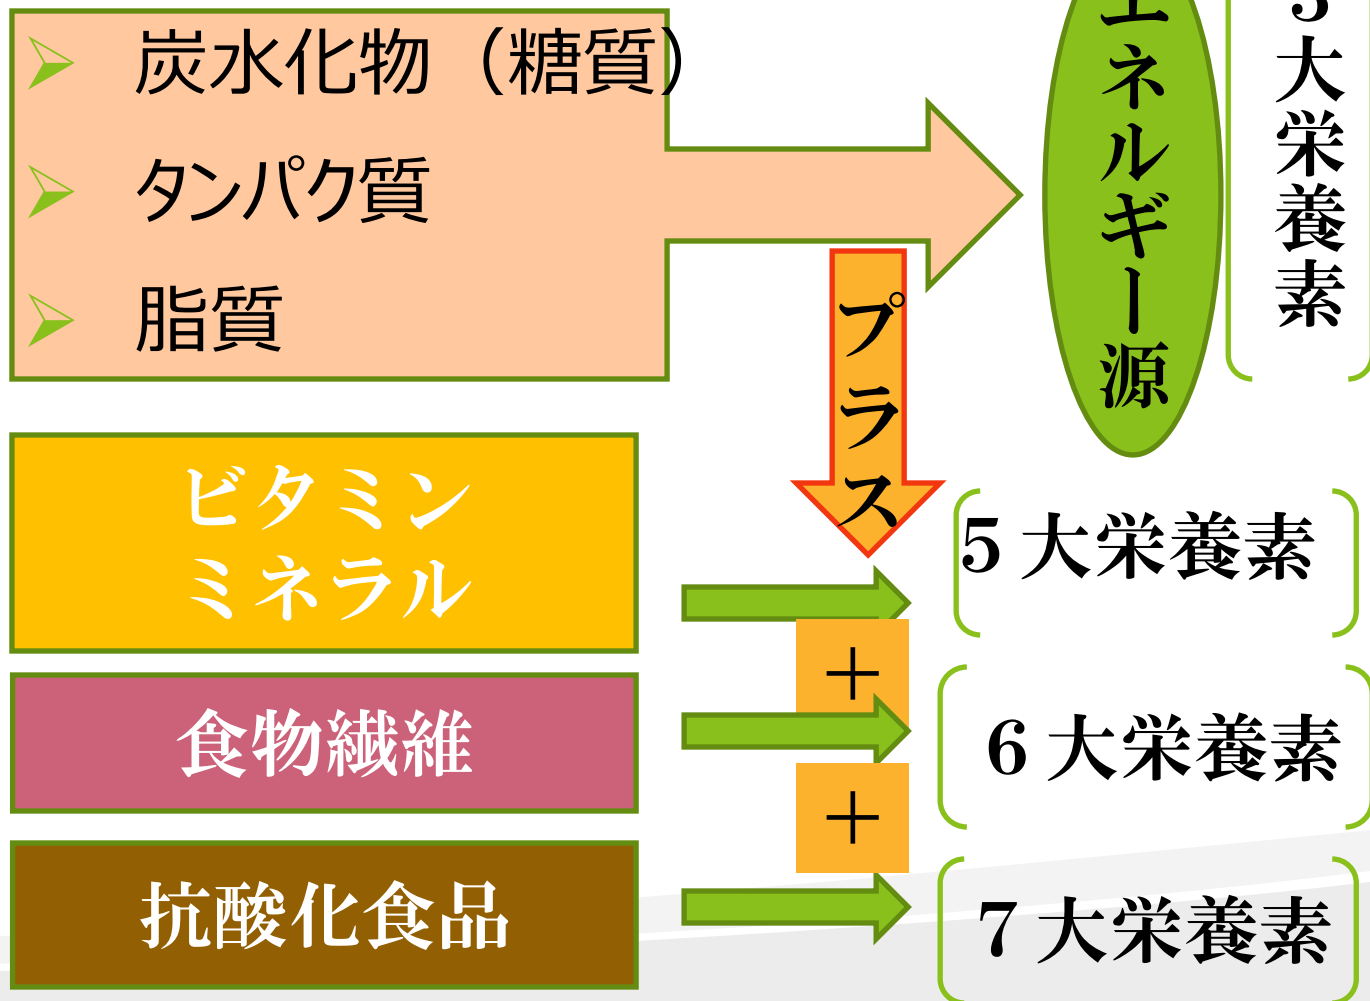 炭水化物（糖質）
タンパク質
脂質
エネルギー源
大栄養素
プラス
ビタミン
ミネラル
5大栄養素
＋
食物繊維
6大栄養素
＋
抗酸化食品
7大栄養素